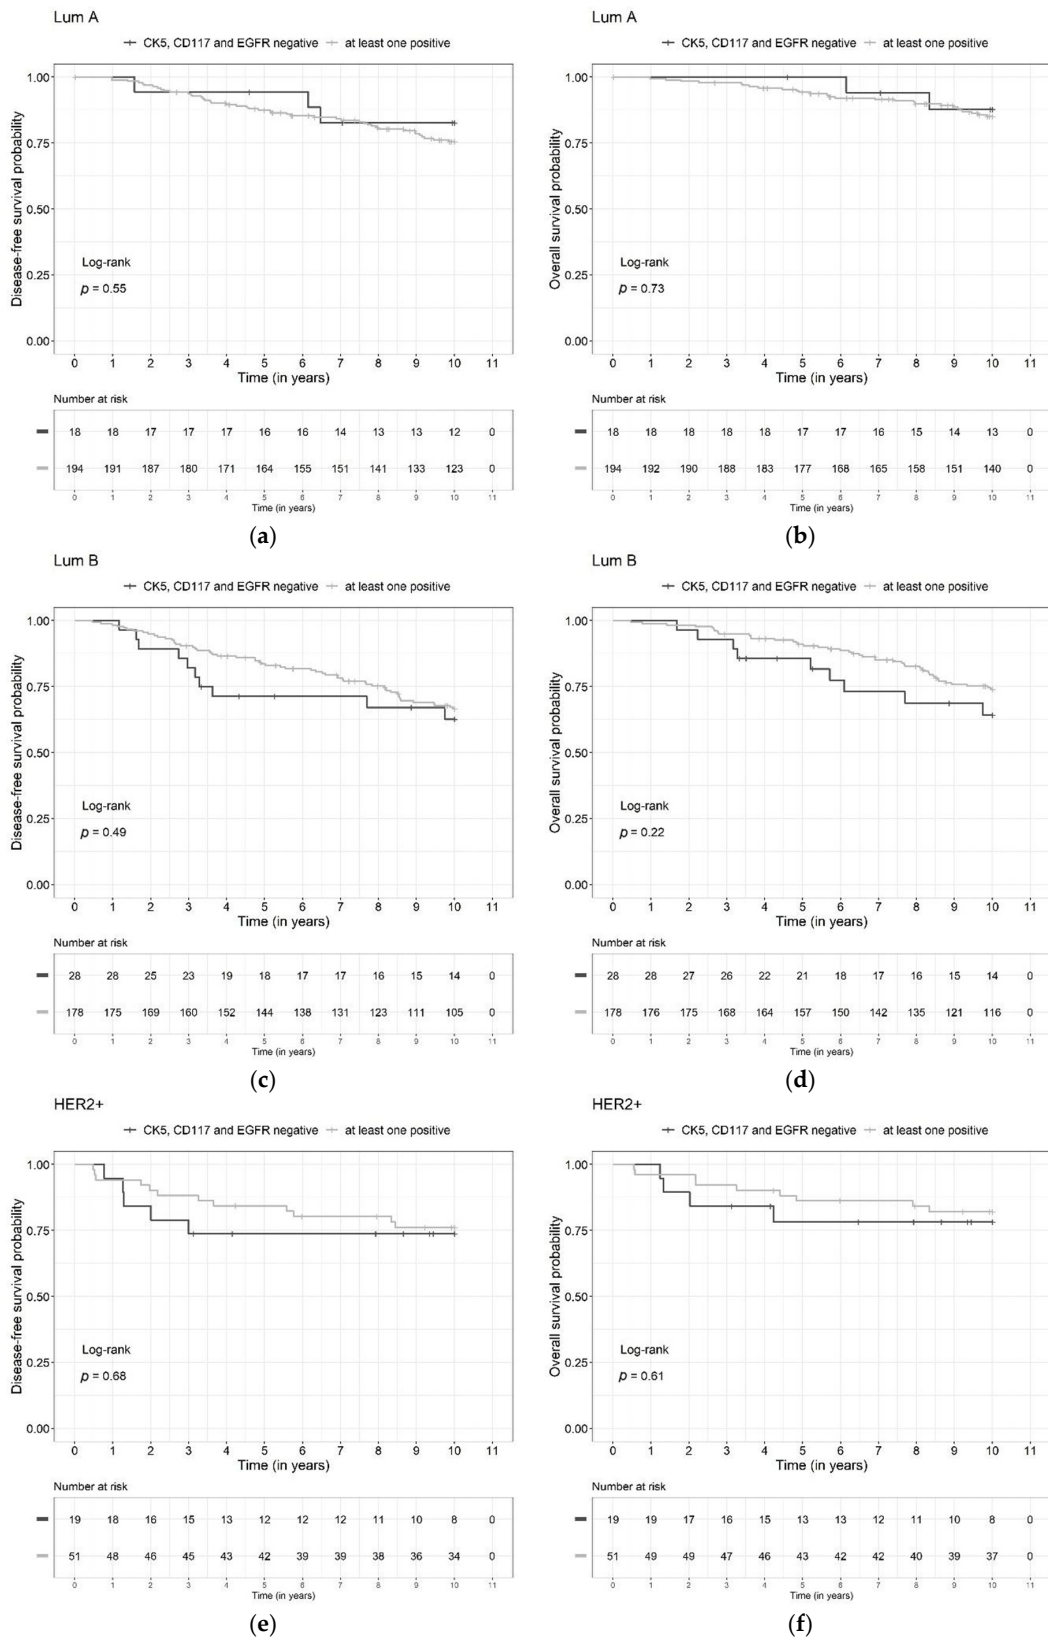 Lum A
CK5, CD117 and EGFR negative at least one positive
Disease-free survival probability
1.00
0.75
0.50
0.25
0.00
Log-rank
p = 0.55
0 1 2 3 4 5 6 7 8 9 10 11
Time (in years)
Number at risk
18 18 17 17 17 16 16 14 13 13 12 0
194 191 187 180 171 164 155 151 141 133 123 0
0 1 2 3 4 5 6 7 8 9 10 11
Time (in years)
(a)
Lum A
CK5, CD117 and EGFR negative at least one positive
Overall survival probability
1.00
0.75
0.50
0.25
0.00
Log-rank
p = 0.73
0 1 2 3 4 5 6 7 8 9 10 11
Time (in years)
Number at risk
18 18 18 18 18 17 17 16 15 14 13 0
194 192 190 188 183 177 168 165 158 151 140 0
0 1 2 3 4 5 6 7 8 9 10 11
Time (in years)
(b)
Lum B
CK5, CD117 and EGFR negative at least one positive
Disease-free survival probability
1.00
0.75
0.50
0.25
0.00
Log-rank
p = 0.49
0 1 2 3 4 5 6 7 8 9 10 11
Time (in years)
Number at risk
28 28 25 23 19 18 17 17 16 15 14 0
178 175 169 160 152 144 138 131 123 111 105 0
0 1 2 3 4 5 6 7 8 9 10 11
Time (in years)
(c)
Lum B
CK5, CD117 and EGFR negative at least one positive
Overall survival probability
1.00
0.75
0.50
0.25
0.00
Log-rank
p = 0.22
0 1 2 3 4 5 6 7 8 9 10 11
Time (in years)
Number at risk
28 28 27 26 22 21 18 17 16 15 14 0
178 176 175 168 164 157 150 142 135 121 116 0
0 1 2 3 4 5 6 7 8 9 10 11
Time (in years)
(d)
HER2+
CK5, CD117 and EGFR negative at least one positive
Disease-free survival probability
1.00
0.75
0.50
0.25
0.00
Log-rank
p = 0.68
0 1 2 3 4 5 6 7 8 9 10 11
Time (in years)
Number at risk
19 18 16 15 13 12 12 12 11 10 8 0
51 48 46 45 43 42 39 39 38 36 34 0
0 1 2 3 4 5 6 7 8 9 10 11
Time (in years)
(e)
HER2+
CK5, CD117 and EGFR negative at least one positive
Overall survival probability
1.00
0.75
0.50
0.25
0.00
Log-rank
p = 0.61
0 1 2 3 4 5 6 7 8 9 10 11
Time (in years)
Number at risk
19 19 17 16 15 13 13 12 11 10 8 0
51 49 49 47 46 43 42 42 40 39 37 0
0 1 2 3 4 5 6 7 8 9 10 11
Time (in years)
(f)